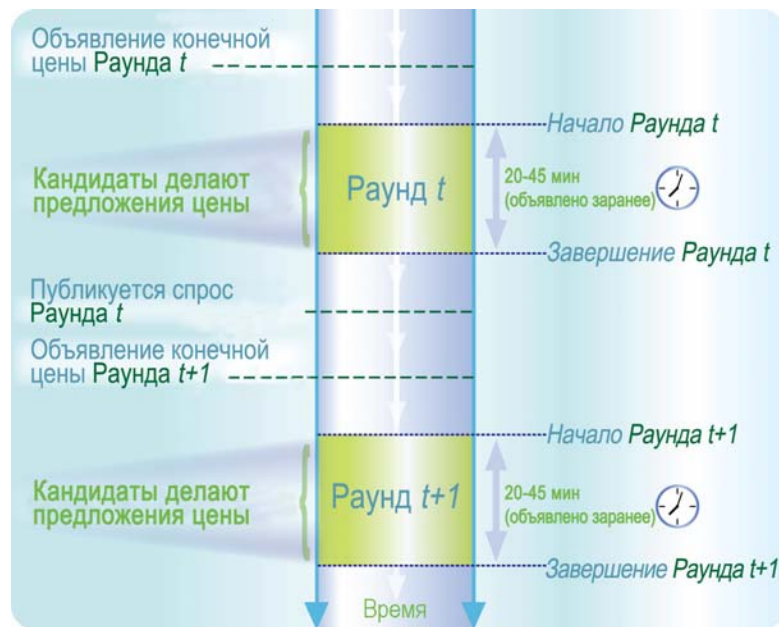 Объявление конечной
цены Раунда t
Начало Раунда t
Кандидаты делают
предложения цены
Раунд t
20-45 мин
(объявлено заранее)
Завершение Раунда t
Публикуется спрос
Раунда t
Объявление конечной
цены Раунда t+1
Начало Раунда t+1
Кандидаты делают
предложения цены
Раунд t+1
20-45 мин
(объявлено заранее)
Завершение Раунда t+1
Время